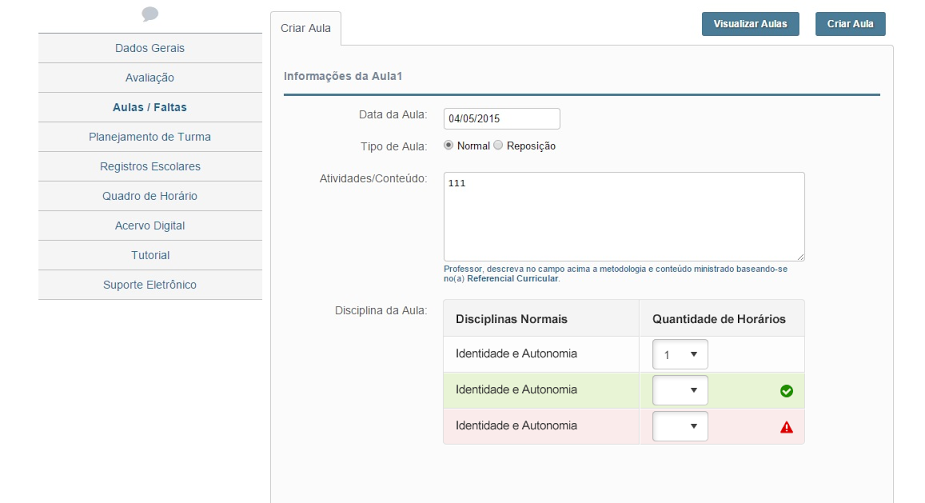 Dados Gerais
Avaliação
Aulas / Faltas
Planejamento de Turma
Registros Escolares
Quadro de Horário
Acervo Digital
Tutorial
Suporte Eletrônico
Criar Aula
Visualizar Aulas
Criar Aula
Informações da Aula1
Data da Aula: 04/05/2015
Tipo de Aula: Normal Reposição
Atividades/Conteúdo: 111
Professor, descreva no campo acima a metodologia e conteúdo ministrado baseando-se
no(a) Referencial Curricular.
Disciplina da Aula:
Disciplinas Normais Quantidade de Horários
Identidade e Autonomia 1
Identidade e Autonomia
Identidade e Autonomia